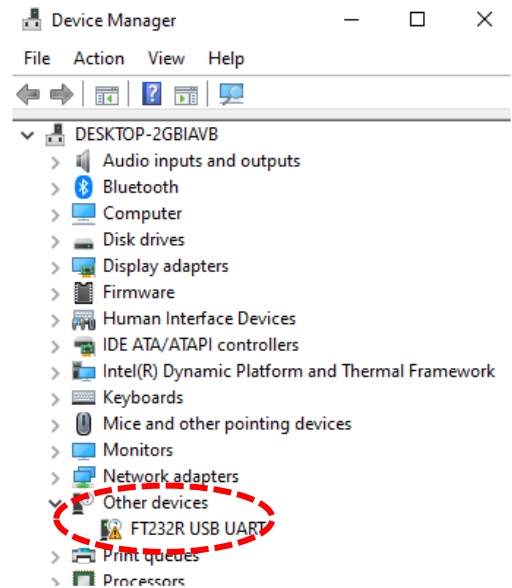 Device Manager
File Action View Help
DESKTOP-2GBIAVB
Audio inputs and outputs
Bluetooth
Computer
Disk drives
Display adapters
Firmware
Human Interface Devices
IDE ATA/ATAPI controllers
Intel(R) Dynamic Platform and Thermal Framework
Keyboards
Mice and other pointing devices
Monitors
Network adapters
Other devices
FT232R USB UART
Print queues
Processors